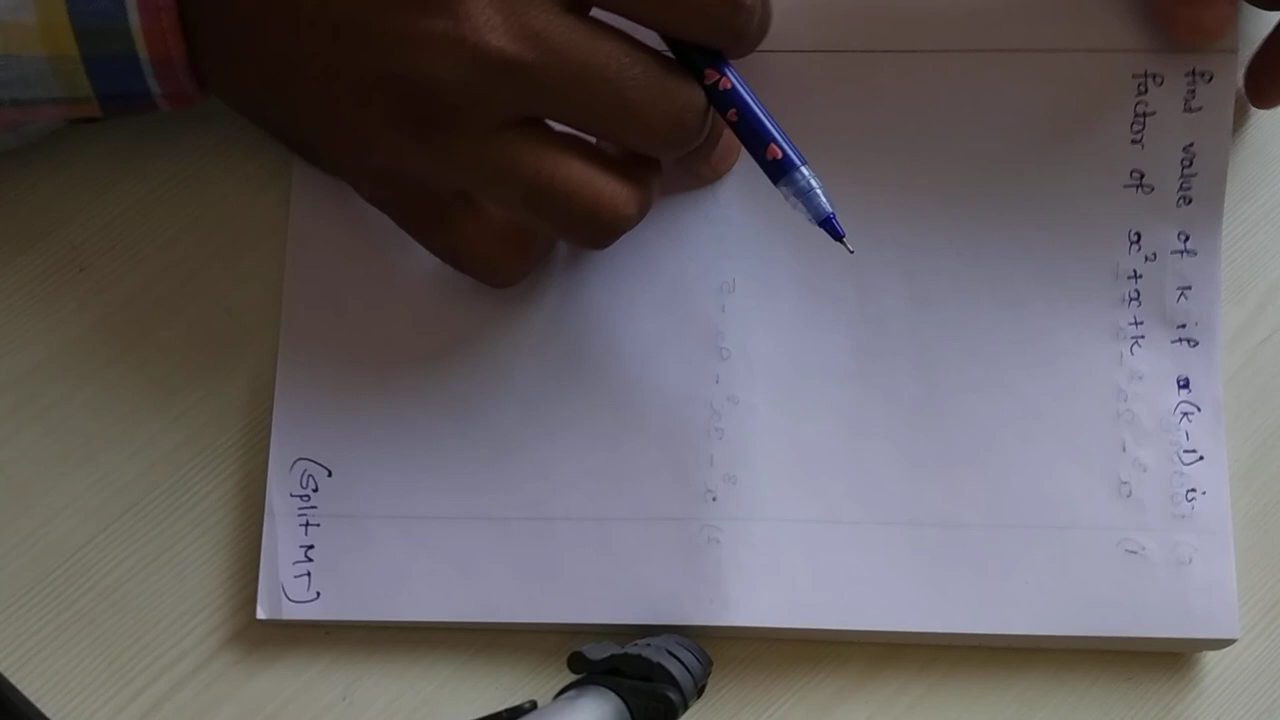 find value of k if x(k-1) is
factor of x²+x+k
(Split MT)